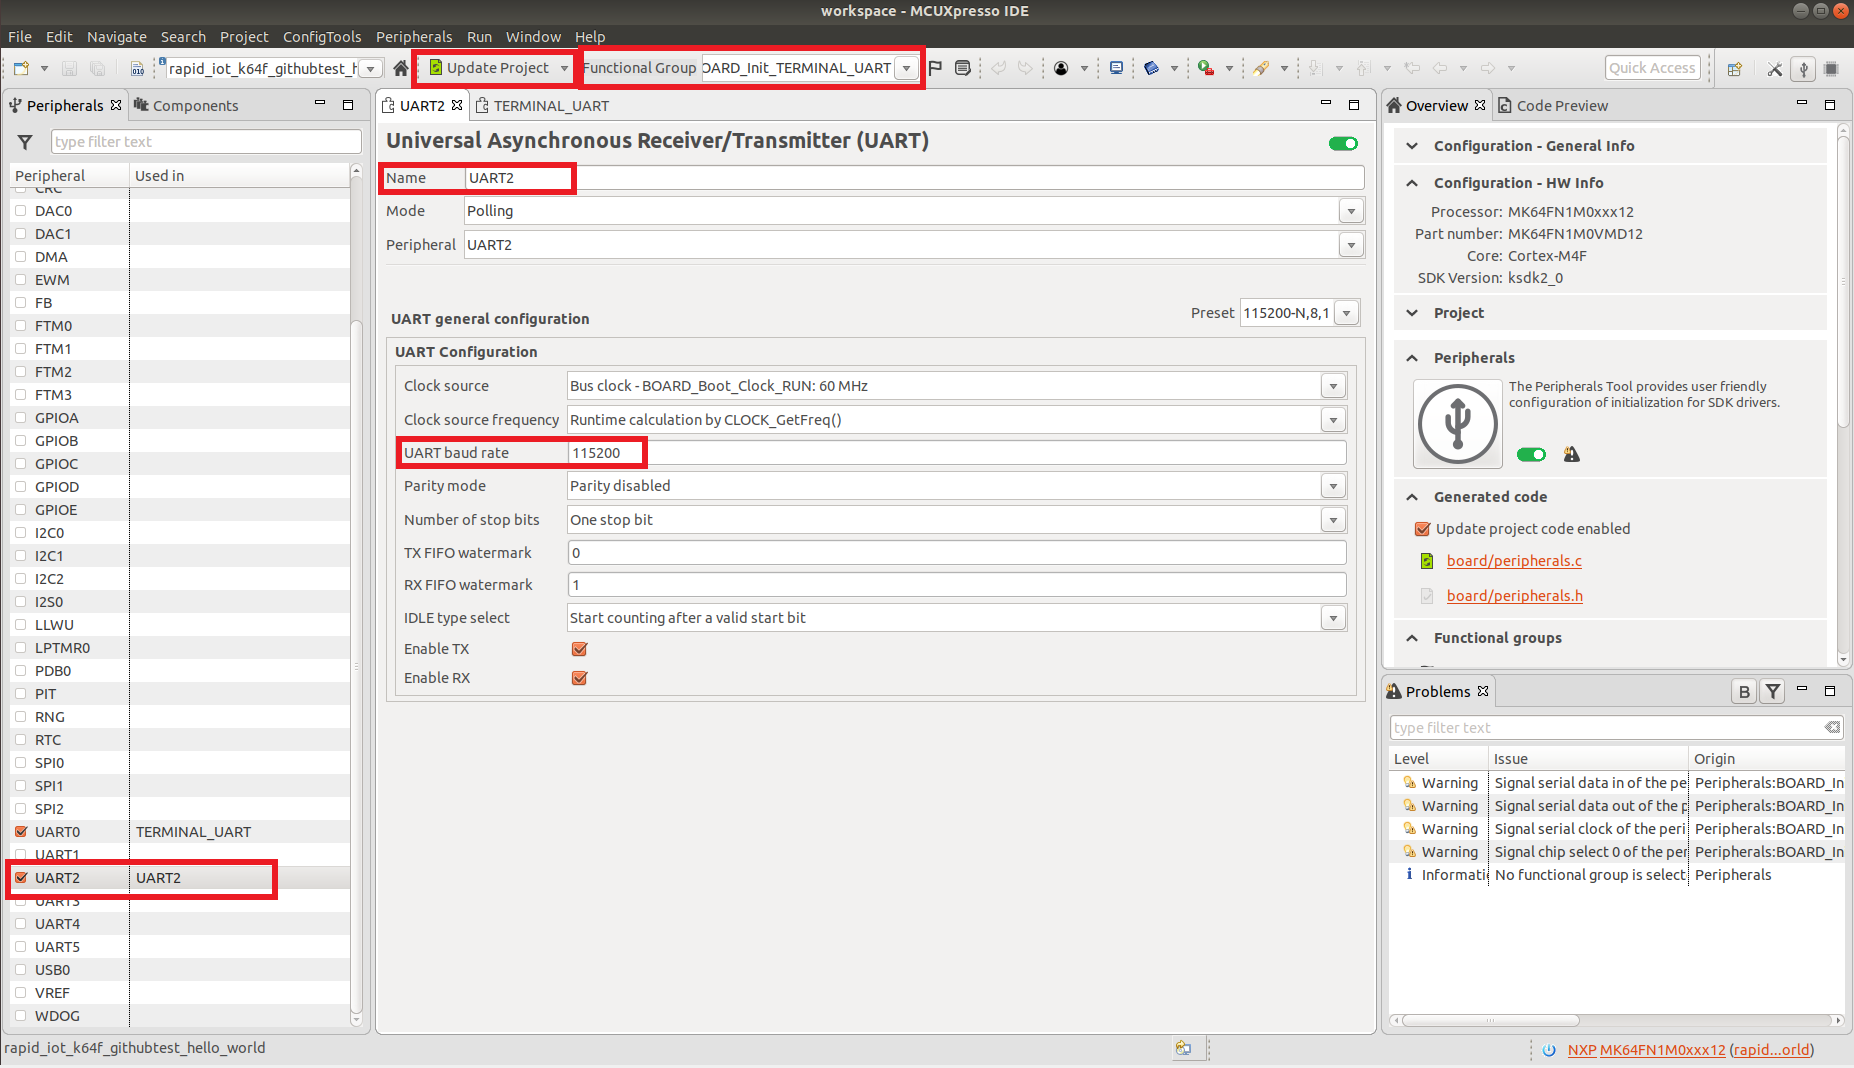 workspace - MCUXpresso IDE
File Edit Navigate Search Project ConfigTools Peripherals Run Window Help
rapid_iot_k64f_githubtest_h Update Project Functional Group OARD_Init_TERMINAL_UART Quick Access
Peripherals Components
type filter text
Peripheral Used in
CRC
DAC0
DAC1
DMA
EWM
FB
FTM0
FTM1
FTM2
FTM3
GPIOA
GPIOB
GPIOC
GPIOD
GPIOE
I2C0
I2C1
I2C2
I2S0
LLWU
LPTMR0
PDB0
PIT
RNG
RTC
SPI0
SPI1
SPI2
UART0 TERMINAL_UART
UART1
UART2 UART2
UART3
UART4
UART5
USB0
VREF
WDOG
UART2 TERMINAL_UART
Universal Asynchronous Receiver/Transmitter (UART)
Name UART2
Mode Polling
Peripheral UART2
UART general configuration Preset 115200-N,8,1
UART Configuration
Clock source Bus clock - BOARD_Boot_Clock_RUN: 60 MHz
Clock source frequency Runtime calculation by CLOCK_GetFreq()
UART baud rate 115200
Parity mode Parity disabled
Number of stop bits One stop bit
TX FIFO watermark 0
RX FIFO watermark 1
IDLE type select Start counting after a valid start bit
Enable TX
Enable RX
Overview Code Preview
Configuration - General Info
Configuration - HW Info
Processor: MK64FN1M0xxx12
Part number: MK64FN1M0VMD12
Core: Cortex-M4F
SDK Version: ksdk2_0
Project
Peripherals
The Peripherals Tool provides user friendly
configuration of initialization for SDK drivers.
Generated code
Update project code enabled
board/peripherals.c
board/peripherals.h
Functional groups
Problems B
type filter text
Level Issue Origin
Warning Signal serial data in of the pe Peripherals:BOARD_In
Warning Signal serial data out of the p Peripherals:BOARD_In
Warning Signal serial clock of the peri Peripherals:BOARD_In
Warning Signal chip select 0 of the per Peripherals:BOARD_In
Informati No functional group is select Peripherals
rapid_iot_k64f_githubtest_hello_world
NXP MK64FN1M0xxx12 (rapid...orld)